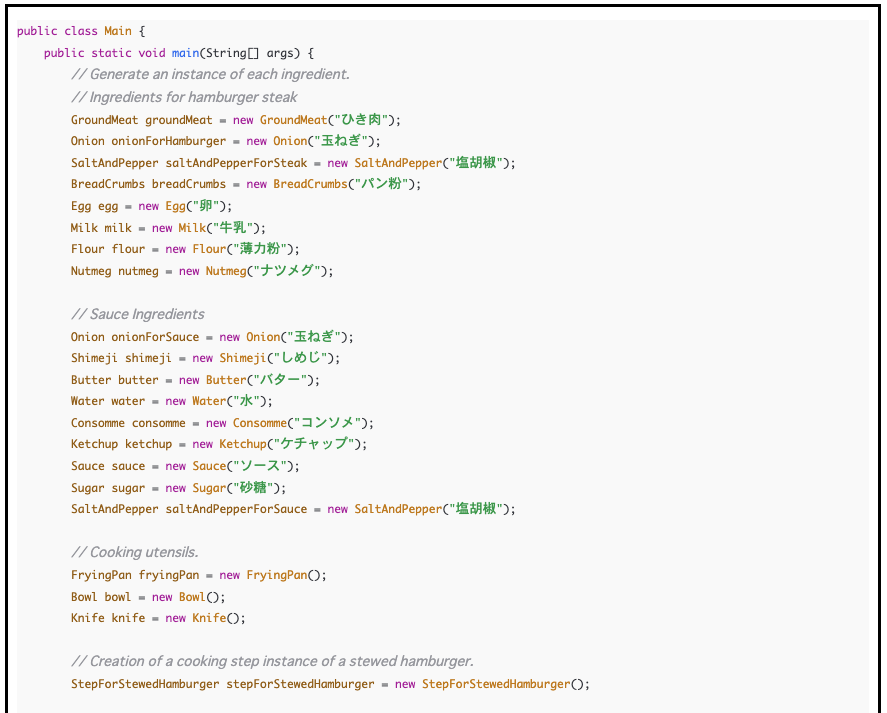 public class Main {
    public static void main(String[] args) {
        // Generate an instance of each ingredient.
        // Ingredients for hamburger steak
        GroundMeat groundMeat = new GroundMeat("ひき肉");
        Onion onionForHamburger = new Onion("玉ねぎ");
        SaltAndPepper saltAndPepperForSteak = new SaltAndPepper("塩胡椒");
        BreadCrumbs breadCrumbs = new BreadCrumbs("パン粉");
        Egg egg = new Egg("卵");
        Milk milk = new Milk("牛乳");
        Flour flour = new Flour("薄力粉");
        Nutmeg nutmeg = new Nutmeg("ナツメグ");

        // Sauce Ingredients
        Onion onionForSauce = new Onion("玉ねぎ");
        Shimeji shimeji = new Shimeji("しめじ");
        Butter butter = new Butter("バター");
        Water water = new Water("水");
        Consomme consomme = new Consomme("コンソメ");
        Ketchup ketchup = new Ketchup("ケチャップ");
        Sauce sauce = new Sauce("ソース");
        Sugar sugar = new Sugar("砂糖");
        SaltAndPepper saltAndPepperForSauce = new SaltAndPepper("塩胡椒");

        // Cooking utensils.
        FryingPan fryingPan = new FryingPan();
        Bowl bowl = new Bowl();
        Knife knife = new Knife();

        // Creation of a cooking step instance of a stewed hamburger.
        StepForStewedHamburger stepForStewedHamburger = new StepForStewedHamburger();